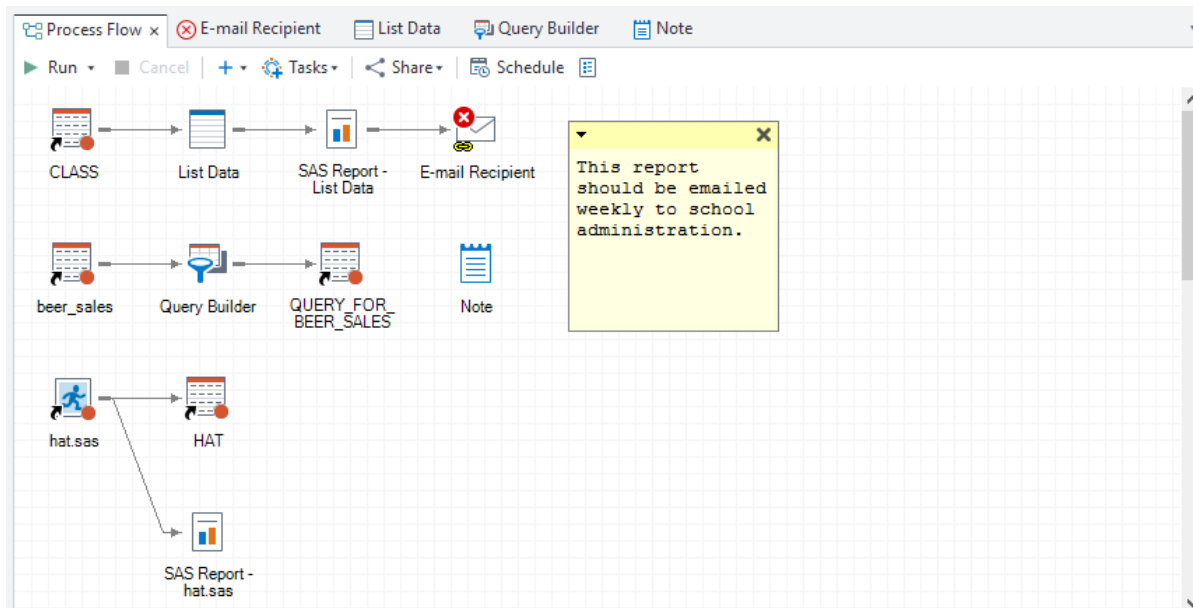 Process Flow
E-mail Recipient
List Data
Query Builder
Note
Run
Cancel
Tasks
Share
Schedule
CLASS
List Data
SAS Report -
List Data
E-mail Recipient
This report
should be emailed
weekly to school
administration.
beer_sales
Query Builder
QUERY_FOR_
BEER_SALES
Note
hat.sas
HAT
SAS Report -
hat.sas